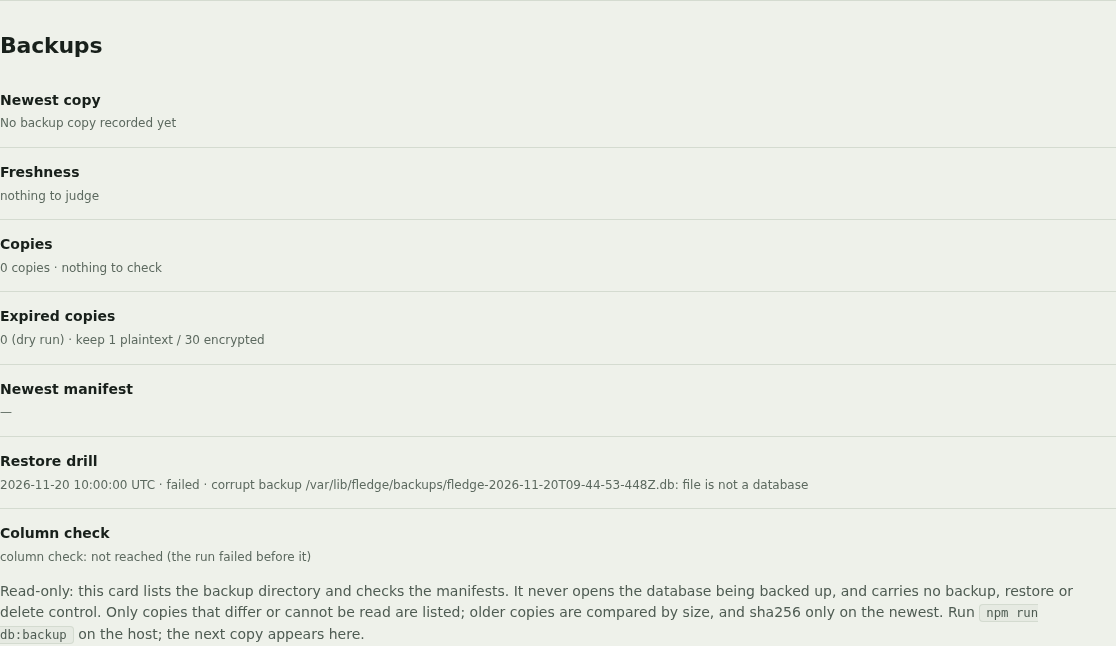 Backups
Newest copy
No backup copy recorded yet
Freshness
nothing to judge
Copies
0 copies · nothing to check
Expired copies
0 (dry run) · keep 1 plaintext / 30 encrypted
Newest manifest
—
Restore drill
2026-11-20 10:00:00 UTC · failed · corrupt backup /var/lib/fledge/backups/fledge-2026-11-20T09-44-53-448Z.db: file is not a database
Column check
column check: not reached (the run failed before it)
Read-only: this card lists the backup directory and checks the manifests. It never opens the database being backed up, and carries no backup, restore or
delete control. Only copies that differ or cannot be read are listed; older copies are compared by size, and sha256 only on the newest. Run npm run
db:backup on the host; the next copy appears here.